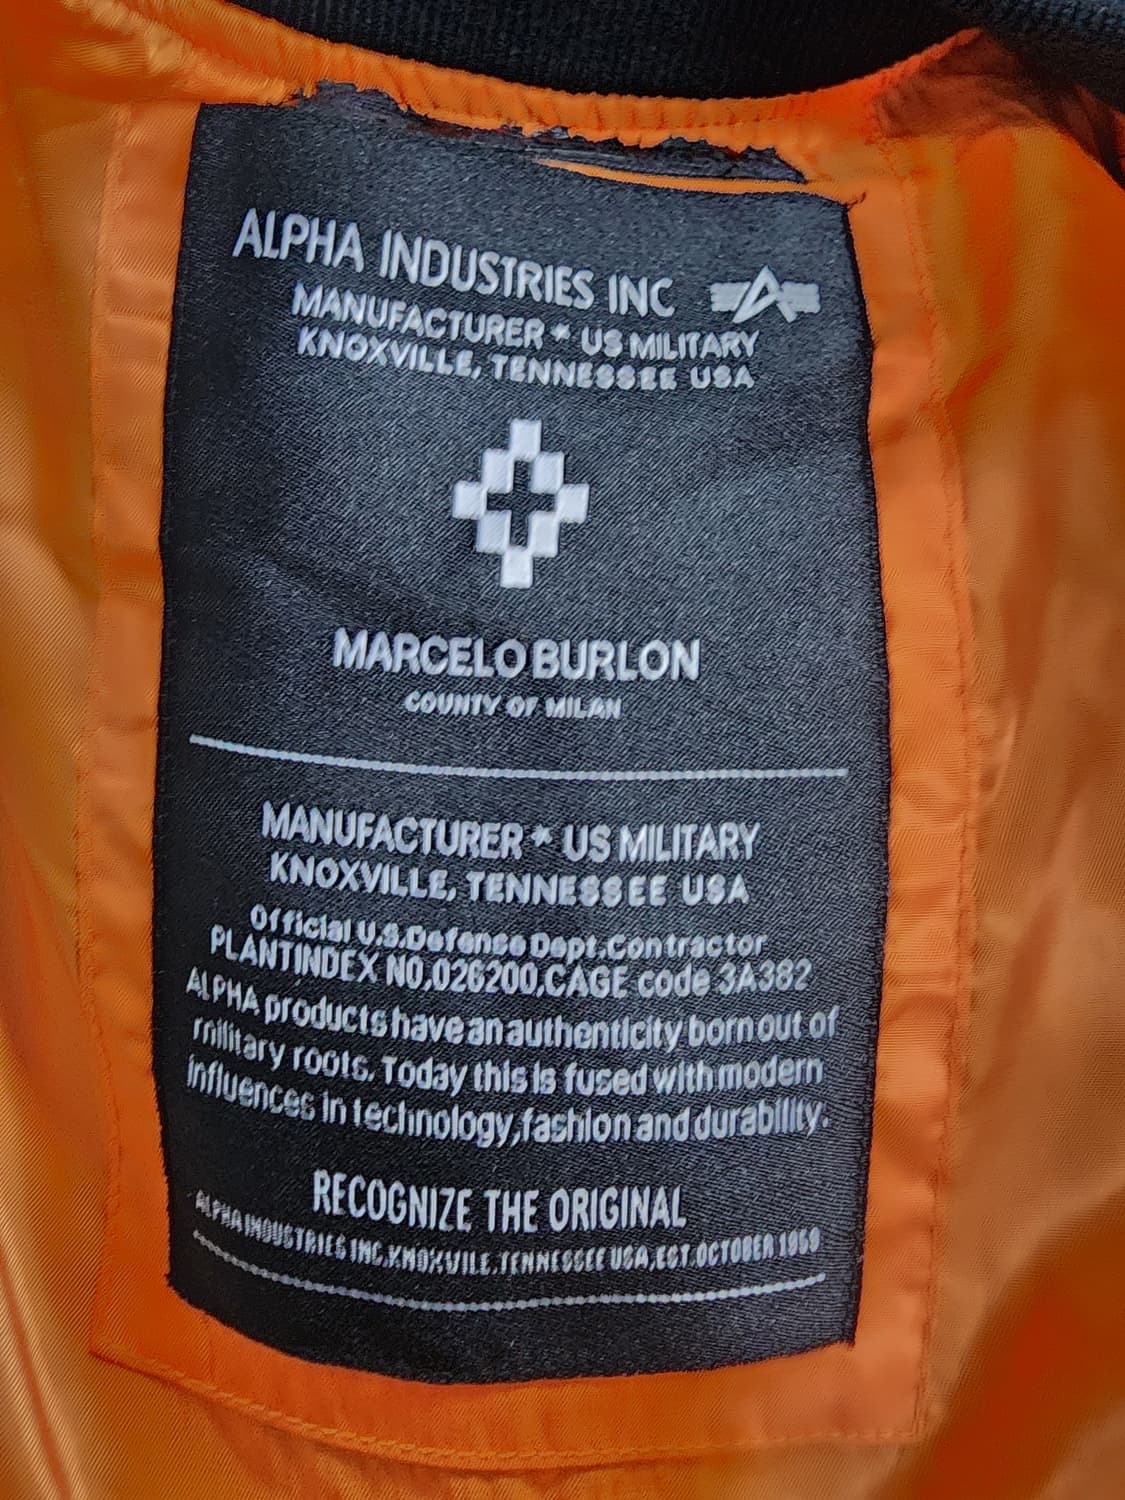 ALPHA INDUSTRIES INC
MANUFACTURER * US MILITARY
KNOXVILLE, TENNESSEE USA
MARCELO BURLON
COUNTY OF MILAN
MANUFACTURER * US MILITARY
KNOXVILLE, TENNESSEE USA
Official U.S.Defense Dept.Contractor
PLANTINDEX NO.026200,CAGE code 3A382
ALPHA products have an authenticity born out of
military roots. Today this is fused with modern
influences in technology,fashion and durability.
RECOGNIZE THE ORIGINAL
ALPHA INDUSTRIES INC.KNOXVILLE.TENNESSEE USA,EST.OCTOBER 1959